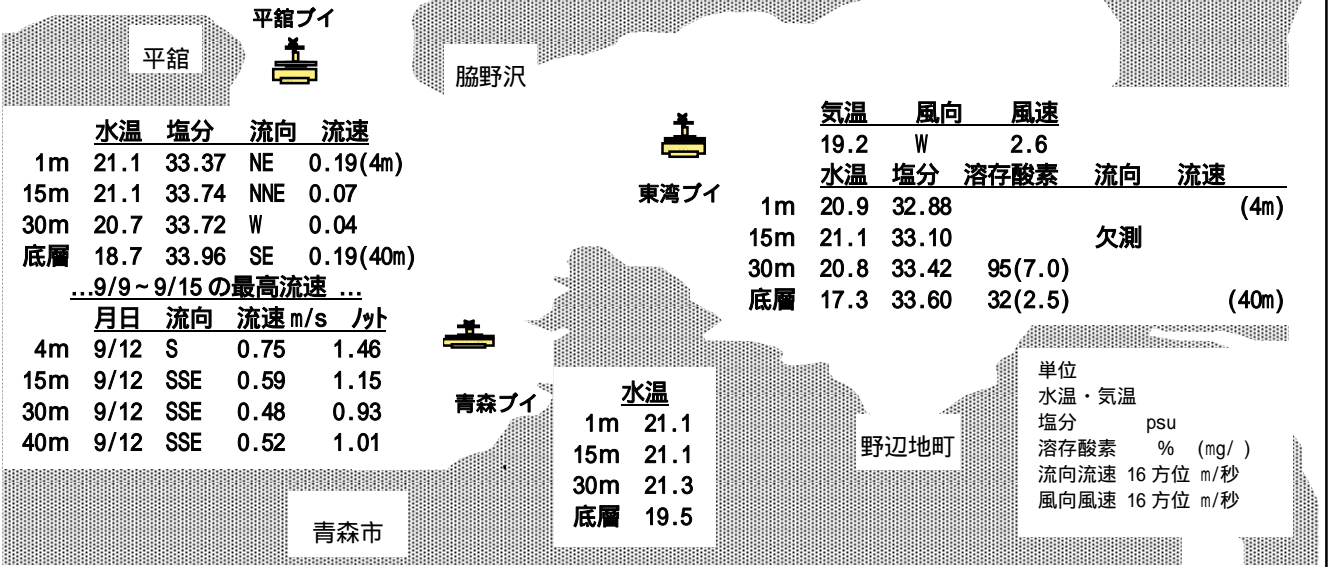 平舘ブイ
平舘
脇野沢
水温 塩分 流向 流速
1m 21.1 33.37 NE 0.19(4m)
15m 21.1 33.74 NNE 0.07
30m 20.7 33.72 W 0.04
底層 18.7 33.96 SE 0.19(40m)
…9/9~9/15の最高流速 …
月日 流向 流速m/s ノット
4m 9/12 S 0.75 1.46
15m 9/12 SSE 0.59 1.15
30m 9/12 SSE 0.48 0.93
40m 9/12 SSE 0.52 1.01
東湾ブイ
気温 風向 風速
19.2 W 2.6
水温 塩分 溶存酸素 流向 流速
1m 20.9 32.88 (4m)
15m 21.1 33.10 欠測
30m 20.8 33.42 95(7.0)
底層 17.3 33.60 32(2.5) (40m)
青森ブイ
水温
1m 21.1
15m 21.1
30m 21.3
底層 19.5
青森市
野辺地町
単位
水温・気温
塩分 psu
溶存酸素 % (mg/ )
流向流速 16方位 m/秒
風向風速 16方位 m/秒